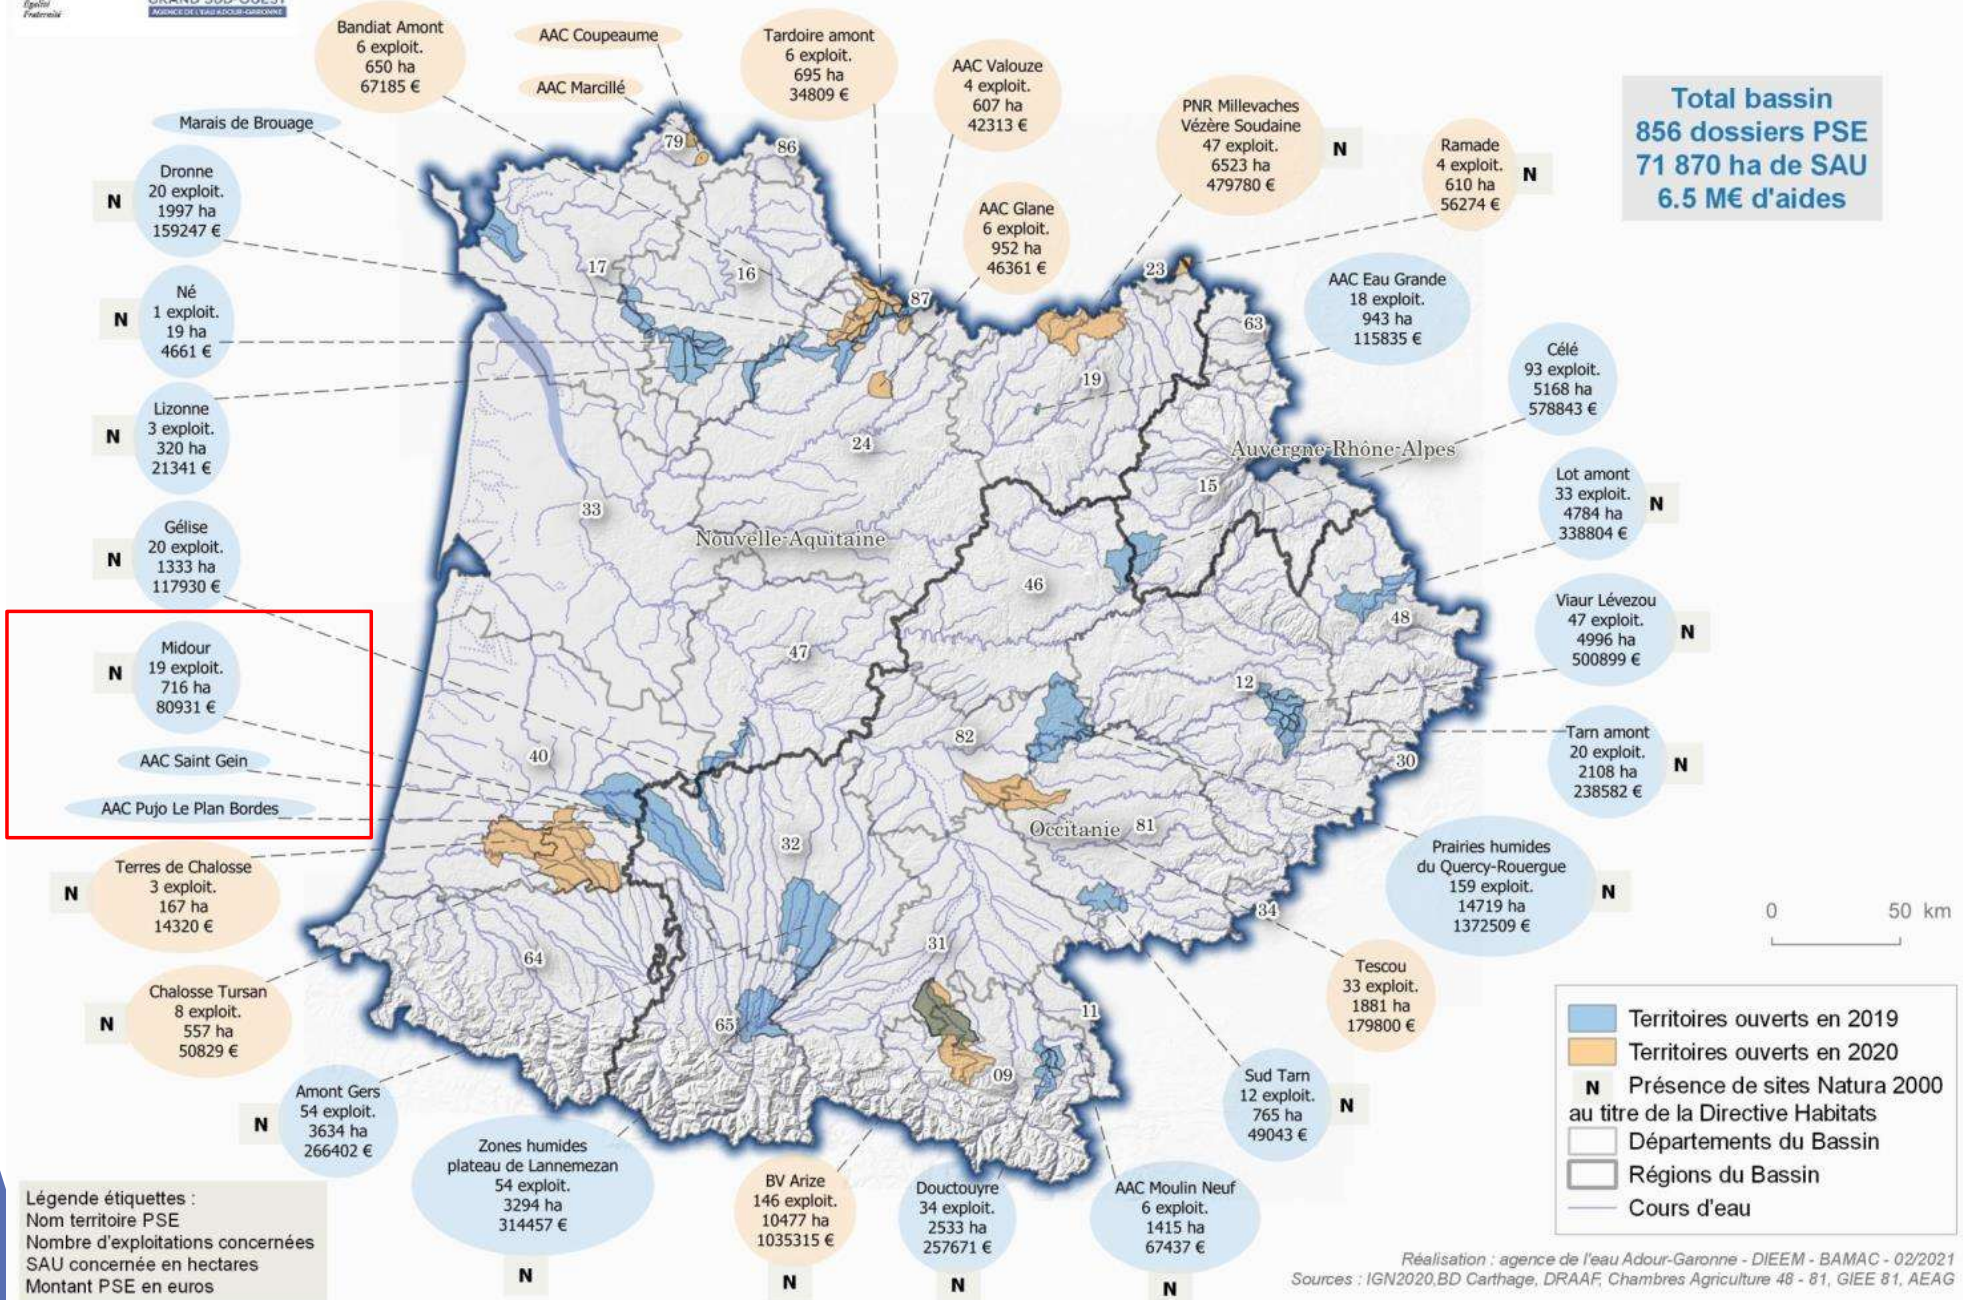 Égalité
Fraternité
GRAND SUD-OUEST
AGENCE DE L'EAU ADOUR-GARONNE
Bandiat Amont
6 exploit.
650 ha
67185 €
AAC Coupeaume
AAC Marcillé
Tardoire amont
6 exploit.
695 ha
34809 €
AAC Valouze
4 exploit.
607 ha
42313 €
PNR Millevaches
Vézère Soudaine
47 exploit.
6523 ha
479780 €
N
Ramade
4 exploit.
610 ha
56274 €
N
Total bassin
856 dossiers PSE
71 870 ha de SAU
6.5 M€ d'aides
Marais de Brouage
N
Dronne
20 exploit.
1997 ha
159247 €
AAC Glane
6 exploit.
952 ha
46361 €
AAC Eau Grande
18 exploit.
943 ha
115835 €
N
Né
1 exploit.
19 ha
4661 €
Célé
93 exploit.
5168 ha
578843 €
N
Lizonne
3 exploit.
320 ha
21341 €
Lot amont
33 exploit.
4784 ha
338804 €
N
N
Gélise
20 exploit.
1333 ha
117930 €
Viaur Lévezou
47 exploit.
4996 ha
500899 €
N
N
Midour
19 exploit.
716 ha
80931 €
AAC Saint Gein
AAC Pujo Le Plan Bordes
Tarn amont
20 exploit.
2108 ha
238582 €
N
N
Terres de Chalosse
3 exploit.
167 ha
14320 €
Prairies humides
du Quercy-Rouergue
159 exploit.
14719 ha
1372509 €
N
N
Chalosse Tursan
8 exploit.
557 ha
50829 €
Tescou
33 exploit.
1881 ha
179800 €
N
Amont Gers
54 exploit.
3634 ha
266402 €
Sud Tarn
12 exploit.
765 ha
49043 €
N
Zones humides
plateau de Lannemezan
54 exploit.
3294 ha
314457 €
N
BV Arize
146 exploit.
10477 ha
1035315 €
N
Douctouyre
34 exploit.
2533 ha
257671 €
N
AAC Moulin Neuf
6 exploit.
1415 ha
67437 €
N
79
86
17
16
87
23
63
19
24
Auvergne-Rhône-Alpes
15
33
Nouvelle-Aquitaine
46
48
47
12
82
40
30
Occitanie
81
32
34
31
64
65
11
09
0 50 km
Territoires ouverts en 2019
Territoires ouverts en 2020
N Présence de sites Natura 2000
au titre de la Directive Habitats
Départements du Bassin
Régions du Bassin
Cours d'eau
Légende étiquettes :
Nom territoire PSE
Nombre d'exploitations concernées
SAU concernée en hectares
Montant PSE en euros
Réalisation : agence de l'eau Adour-Garonne - DIEEM - BAMAC - 02/2021
Sources : IGN2020,BD Carthage, DRAAF, Chambres Agriculture 48 - 81, GIEE 81, AEAG